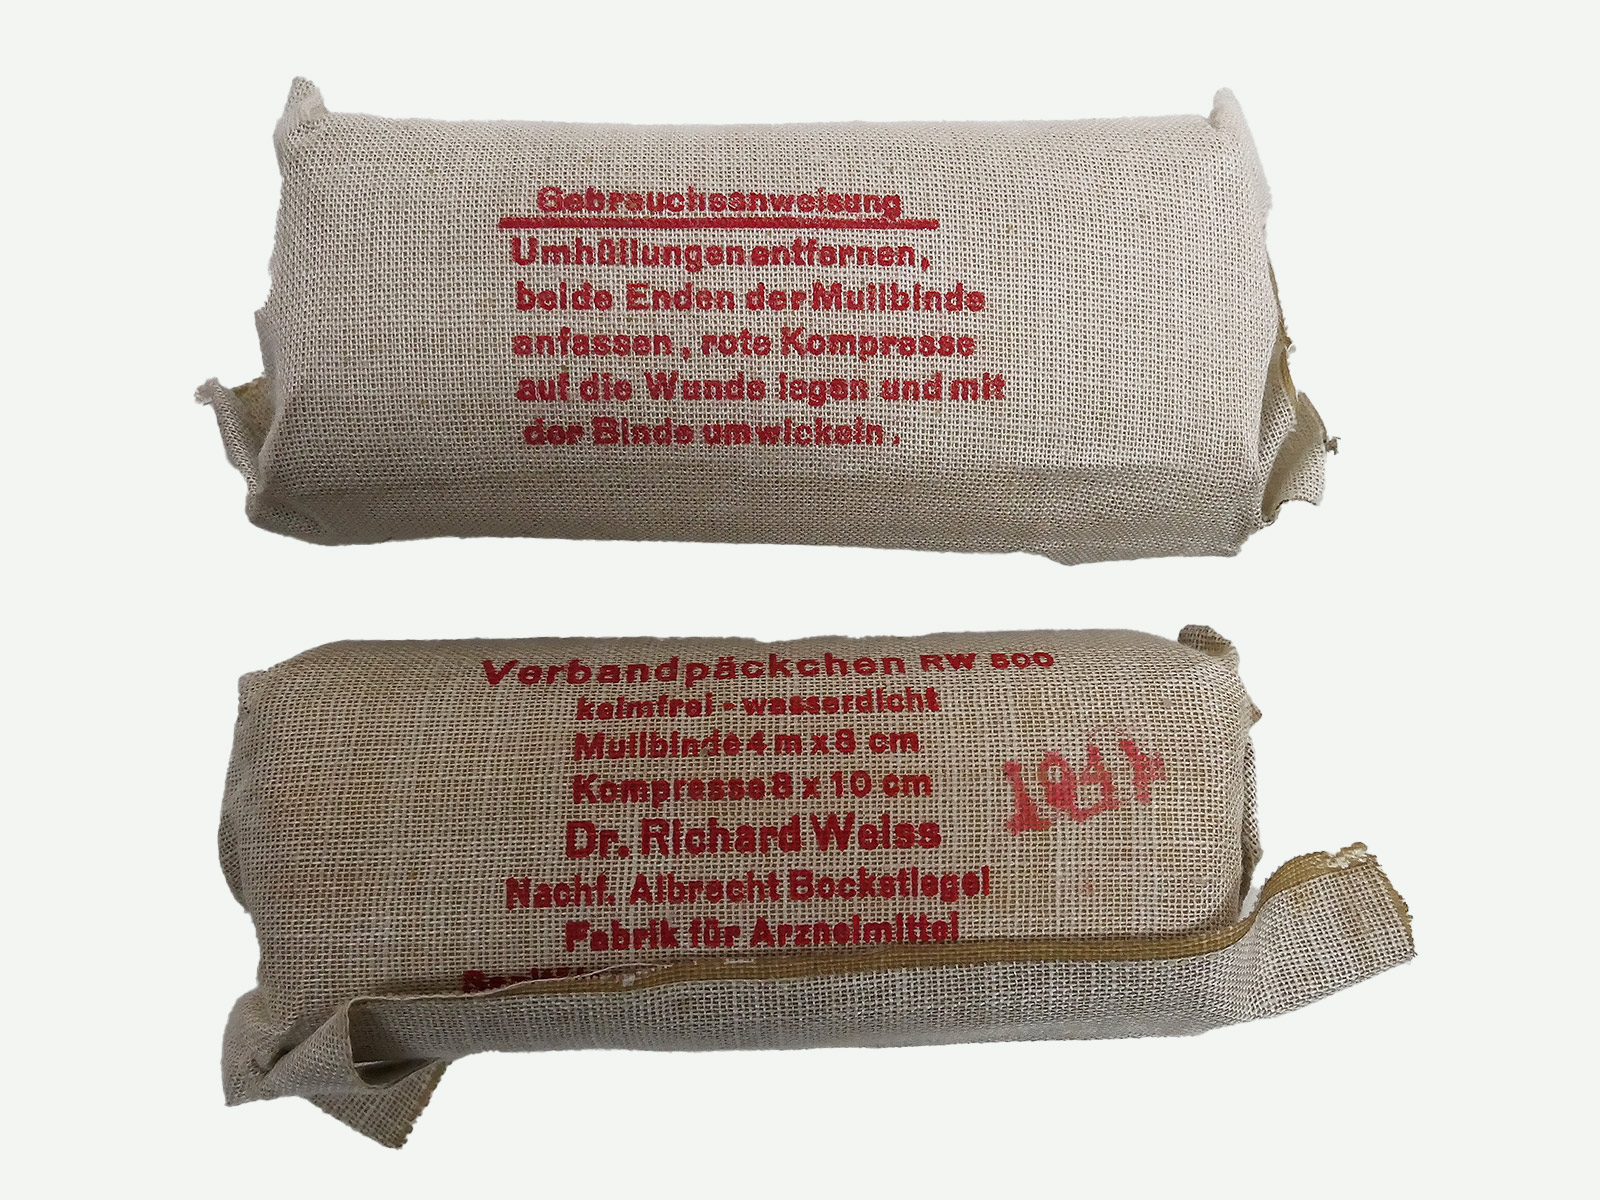 Gebrauchsanweisung
Umhüllungen entfernen,
beide Enden der Mullbinde
anfassen, rote Kompresse
auf die Wunde legen und mit
der Binde umwickeln.
Verbandpäckchen RW 500
keimfrei - wasserdicht
Mullbinde 4 m x 8 cm
Kompresse 8 x 10 cm
Dr. Richard Weiss
Nachf. Albrecht Bockstiegel
Fabrik für Arzneimittel